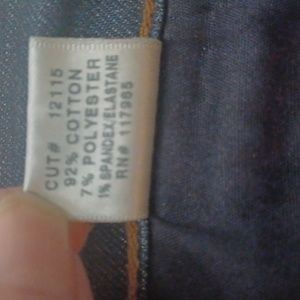 CUT# 12115
92% COTTON
7% POLYESTER
1% SPANDEX/ELASTANE
RN# 117985